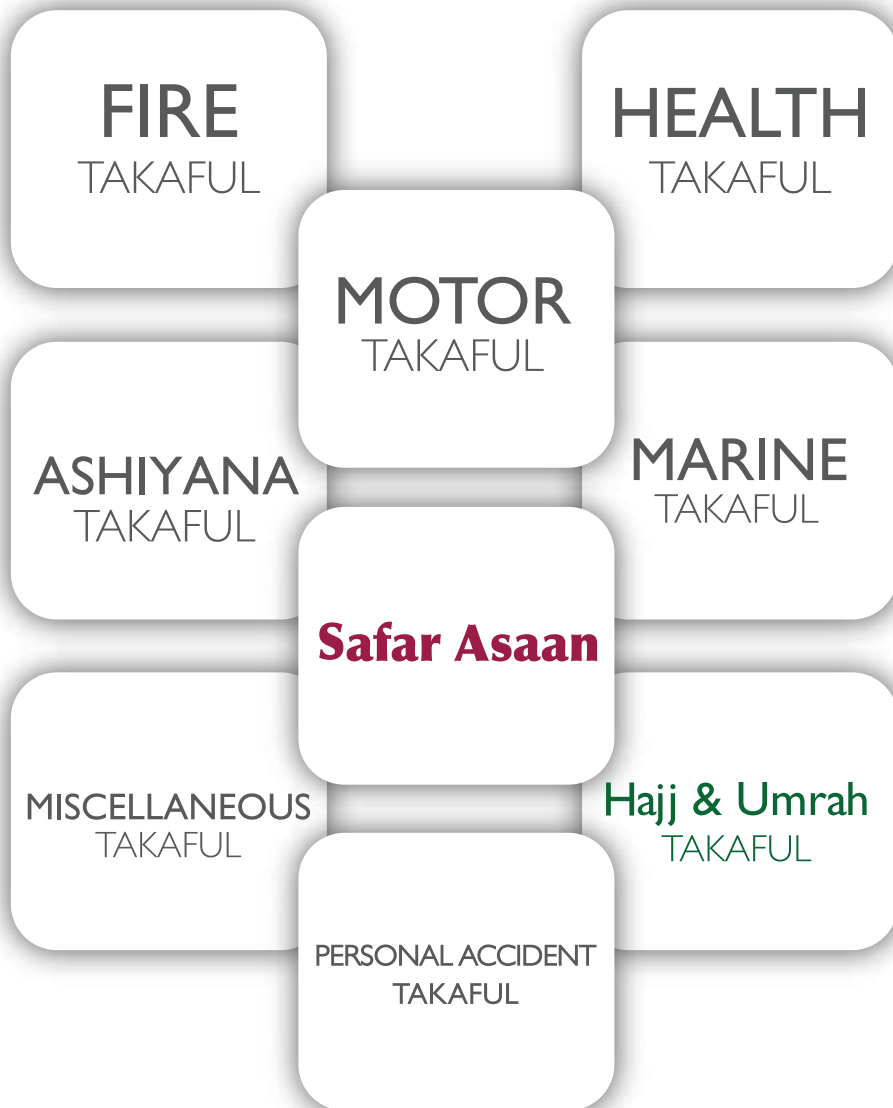 FIRE
TAKAFUL
HEALTH
TAKAFUL
MOTOR
TAKAFUL
ASHIYANA
TAKAFUL
MARINE
TAKAFUL
Safar Asaan
MISCELLANEOUS
TAKAFUL
Hajj & Umrah
TAKAFUL
PERSONAL ACCIDENT
TAKAFUL